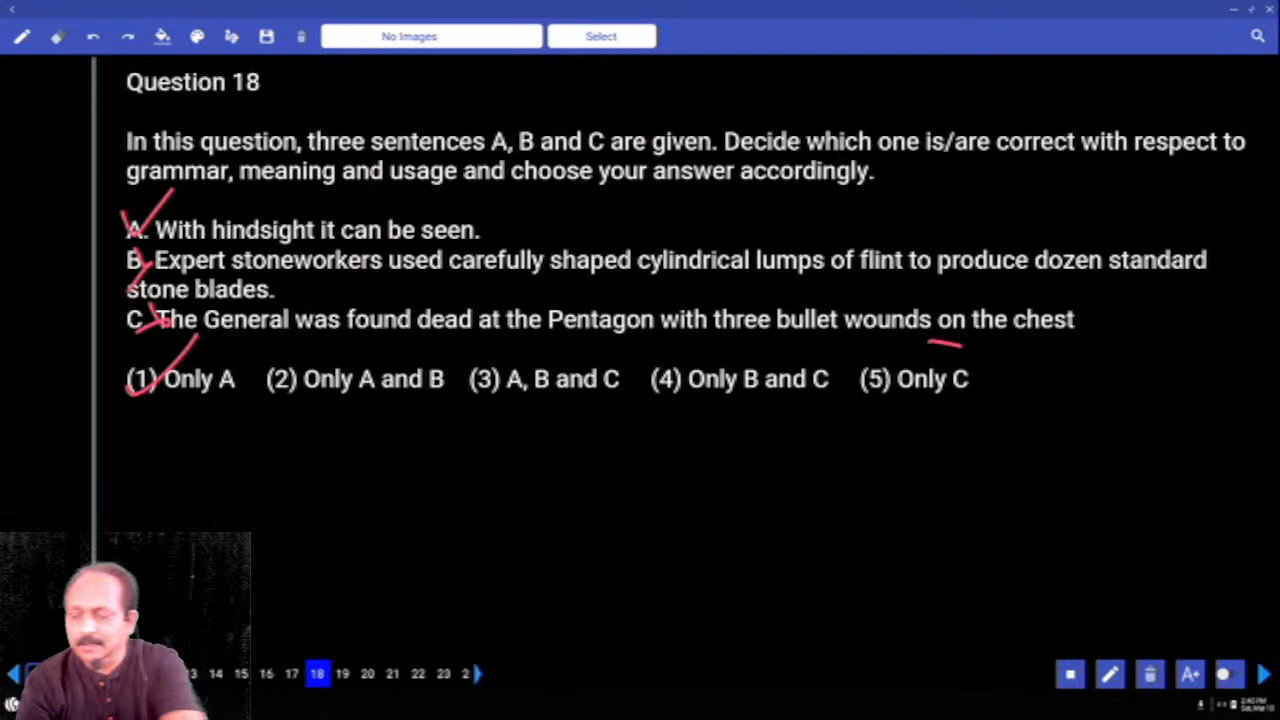 No Images
Select
Question 18
In this question, three sentences A, B and C are given. Decide which one is/are correct with respect to
grammar, meaning and usage and choose your answer accordingly.
A. With hindsight it can be seen.
B. Expert stoneworkers used carefully shaped cylindrical lumps of flint to produce dozen standard
stone blades.
C. The General was found dead at the Pentagon with three bullet wounds on the chest
(1) Only A (2) Only A and B (3) A, B and C (4) Only B and C (5) Only C
13 14 15 16 17 18 19 20 21 22 23 2
A+